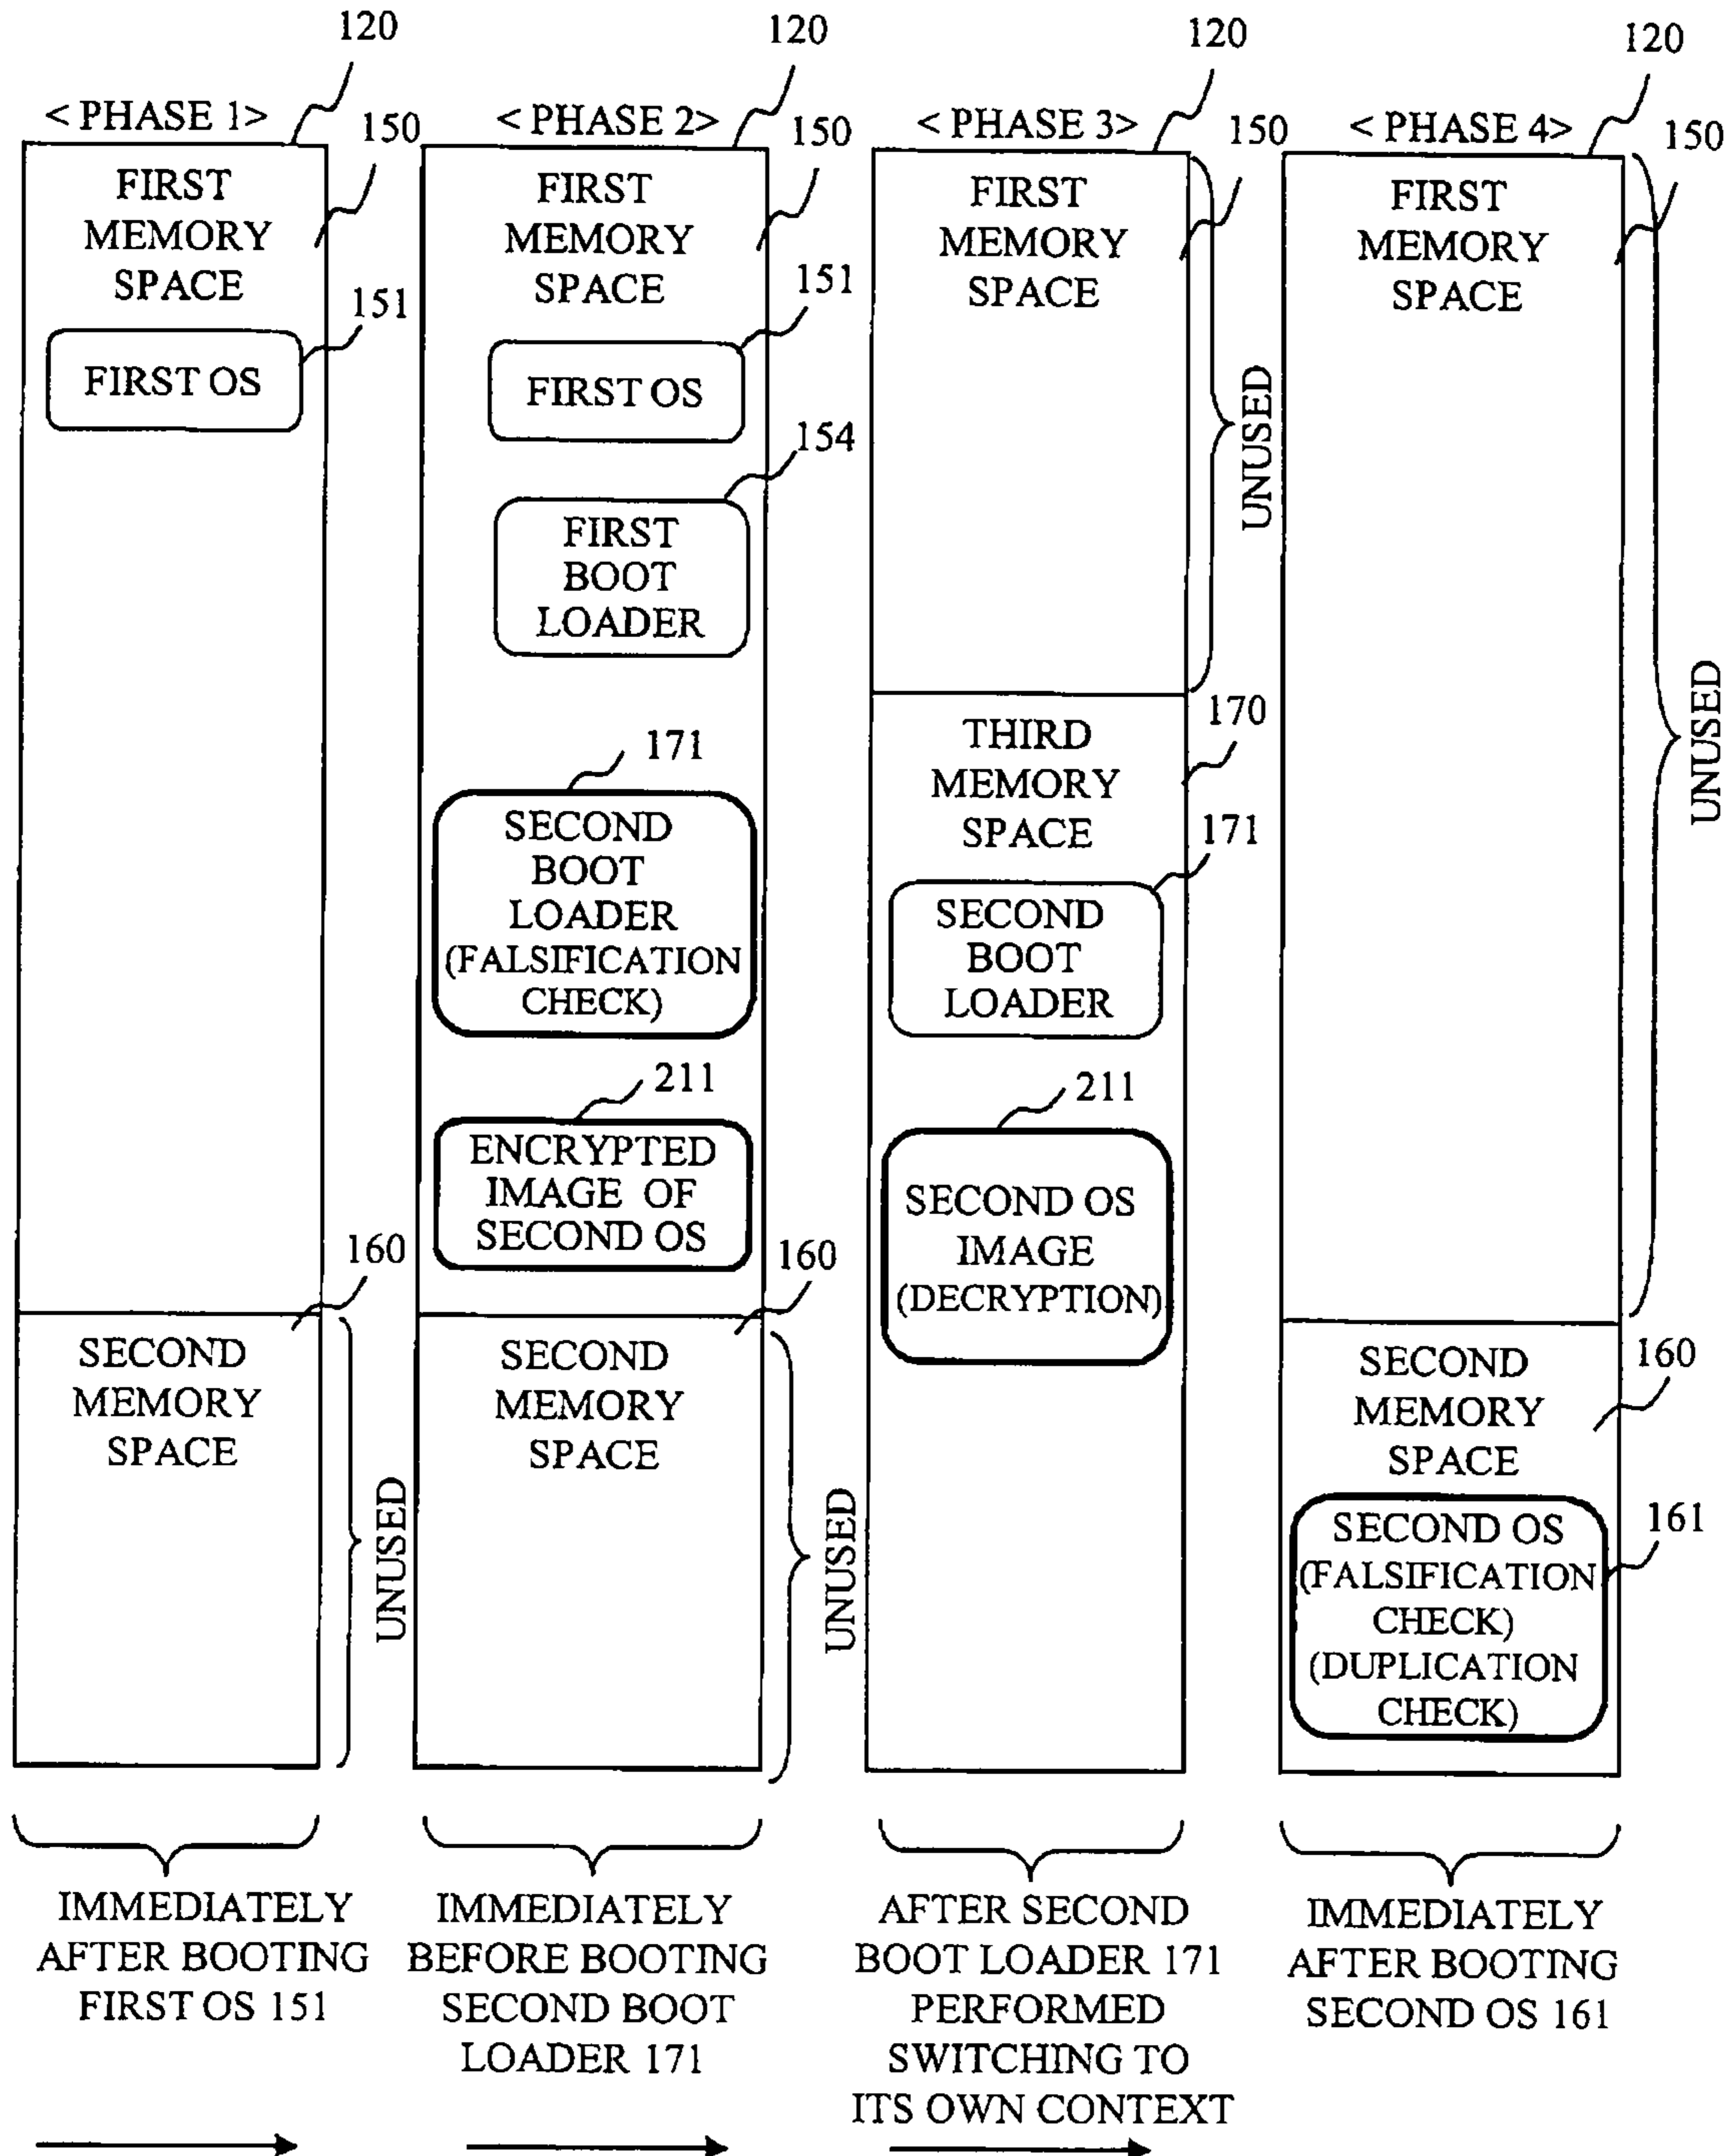 120
120
120
120
< PHASE 1>
< PHASE 2>
< PHASE 3>
< PHASE 4>
150
150
150
150
FIRST
MEMORY
SPACE
151
FIRST OS
FIRST
MEMORY
SPACE
151
FIRST OS
154
FIRST
BOOT
LOADER
171
SECOND
BOOT
LOADER
(FALSIFICATION
CHECK)
211
ENCRYPTED
IMAGE OF
SECOND OS
FIRST
MEMORY
SPACE
UNUSED
170
THIRD
MEMORY
SPACE
171
SECOND
BOOT
LOADER
211
SECOND OS
IMAGE
(DECRYPTION)
FIRST
MEMORY
SPACE
UNUSED
160
SECOND
MEMORY
SPACE
UNUSED
160
SECOND
MEMORY
SPACE
UNUSED
160
SECOND
MEMORY
SPACE
161
SECOND OS
(FALSIFICATION
CHECK)
(DUPLICATION
CHECK)
IMMEDIATELY
AFTER BOOTING
FIRST OS 151
IMMEDIATELY
BEFORE BOOTING
SECOND BOOT
LOADER 171
AFTER SECOND
BOOT LOADER 171
PERFORMED
SWITCHING TO
ITS OWN CONTEXT
IMMEDIATELY
AFTER BOOTING
SECOND OS 161